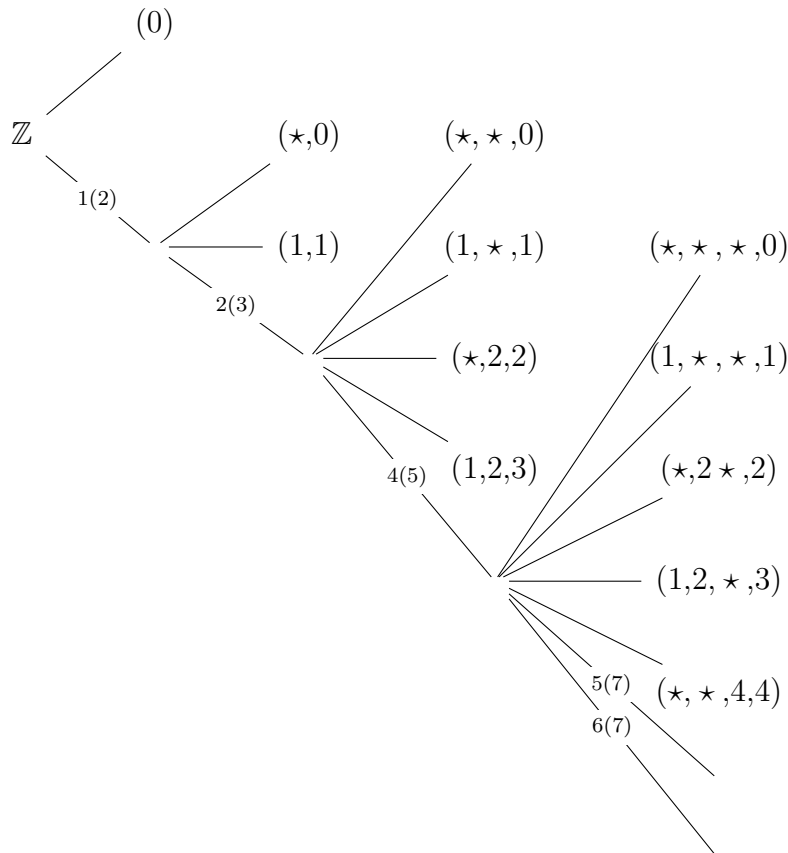 (0)
ℤ
(⋆,0)
(⋆, ⋆ ,0)
1(2)
(1,1)
(1, ⋆ ,1)
(⋆, ⋆ , ⋆ ,0)
2(3)
(⋆,2,2)
(1, ⋆ , ⋆ ,1)
4(5)
(1,2,3)
(⋆,2 ⋆ ,2)
(1,2, ⋆ ,3)
5(7)
(⋆, ⋆ ,4,4)
6(7)